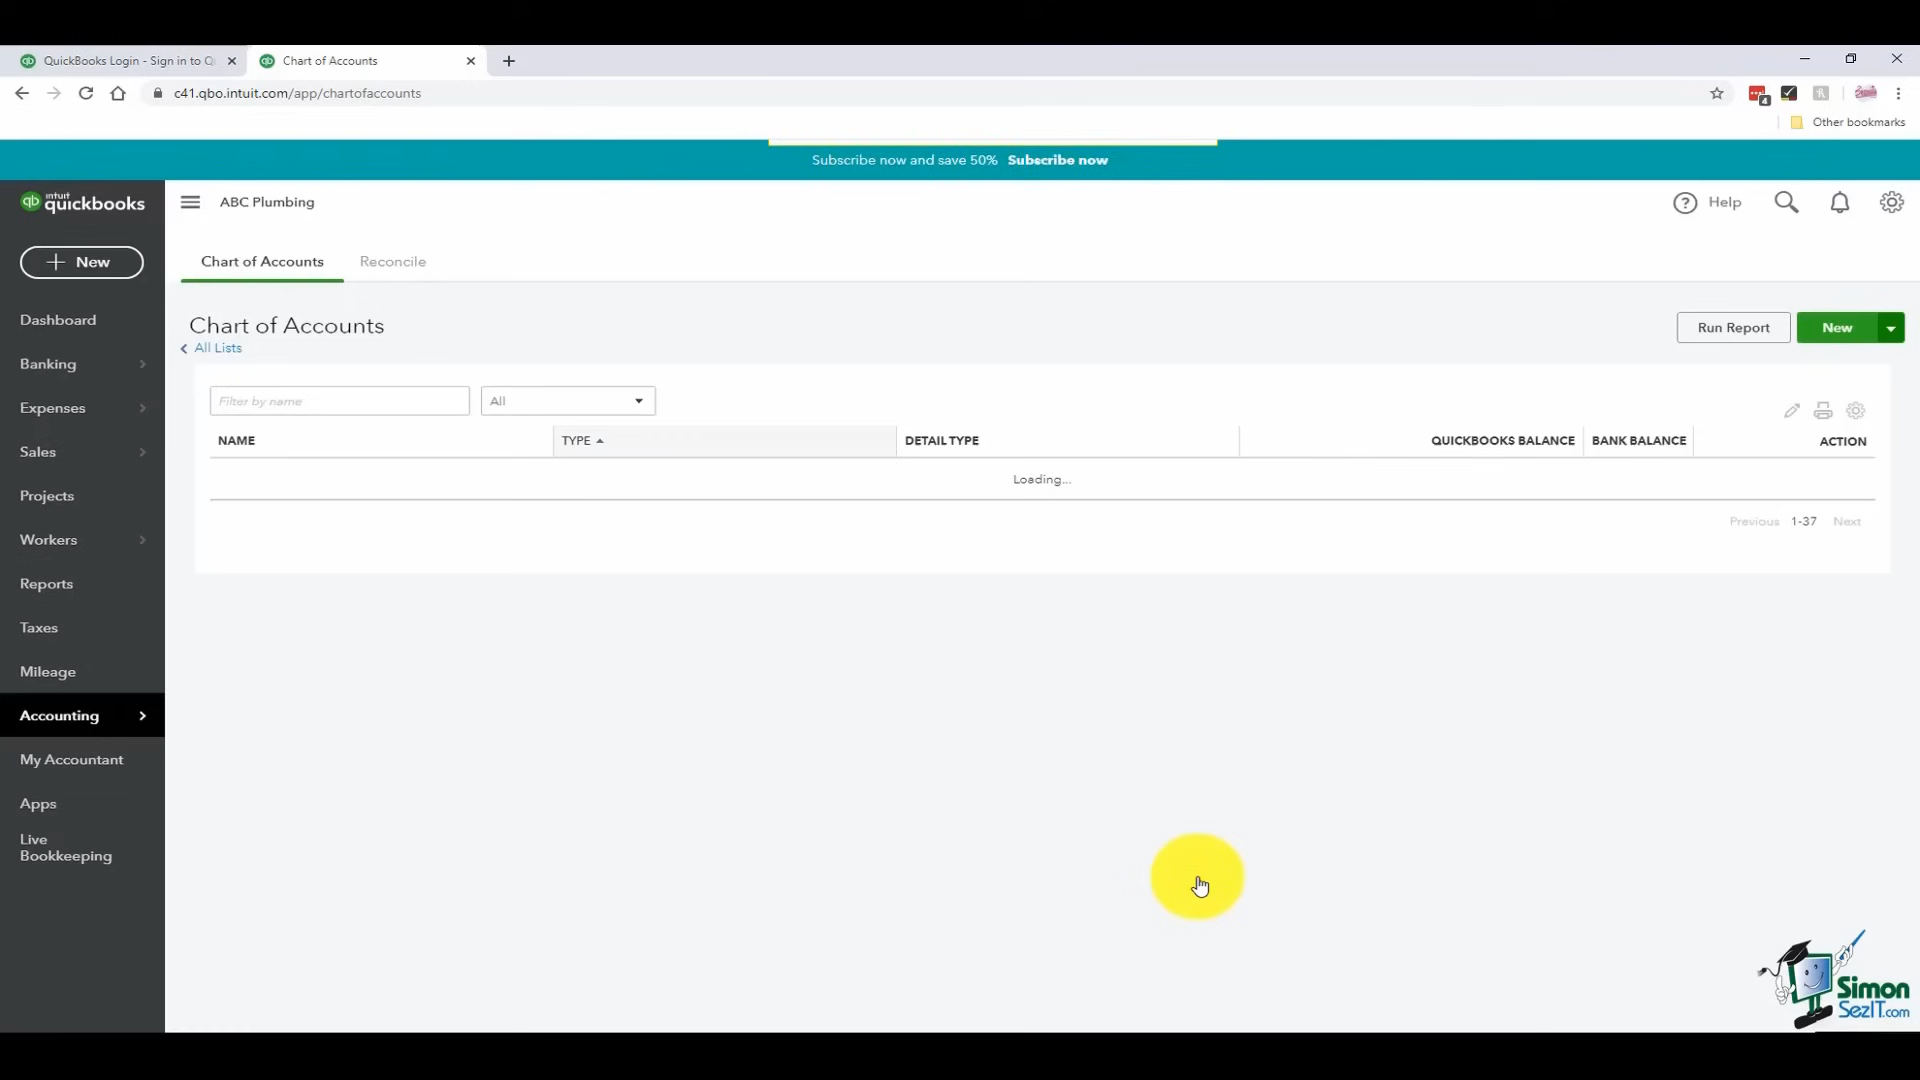 QuickBooks Login - Sign in to Q
Chart of Accounts
c41.qbo.intuit.com/app/chartofaccounts
4
Other bookmarks
Subscribe now and save 50% Subscribe now
qb intuit quickbooks
ABC Plumbing
? Help
+ New
Chart of Accounts
Reconcile
Dashboard
Banking
Expenses
Sales
Projects
Workers
Reports
Taxes
Mileage
Accounting
My Accountant
Apps
Live
Bookkeeping
Chart of Accounts
All Lists
Run Report
New
Filter by name
All
NAME
TYPE
DETAIL TYPE
QUICKBOOKS BALANCE
BANK BALANCE
ACTION
Loading...
Previous 1-37 Next
Simon
SezIT.com